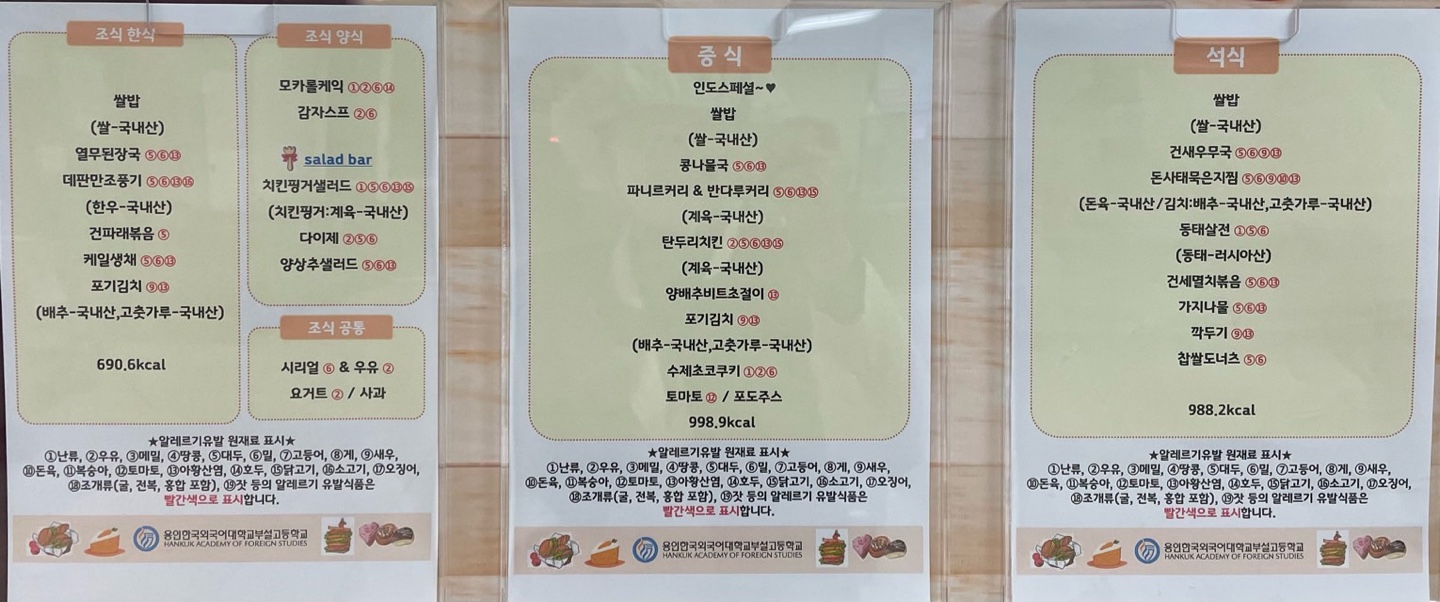 조식 한식
쌀밥
(쌀-국내산)
열무된장국 ⑤⑥⑬
데판만조풍기 ⑤⑥⑬⑯
(한우-국내산)
건파래볶음 ⑤
케일생채 ⑤⑥⑬
포기김치 ⑨⑬
(배추-국내산,고춧가루-국내산)
690.6kcal
조식 양식
모카롤케익 ①②⑥⑭
감자스프 ②⑥
salad bar
치킨핑거샐러드 ①⑤⑥⑬⑮
(치킨핑거:계육-국내산)
다이제 ②⑤⑥
양상추샐러드 ⑤⑥⑬
조식 공통
시리얼 ⑥ & 우유 ②
요거트 ② / 사과
★알레르기유발 원재료 표시★
①난류, ②우유, ③메밀, ④땅콩, ⑤대두, ⑥밀, ⑦고등어, ⑧게, ⑨새우,
⑩돈육, ⑪복숭아, ⑫토마토, ⑬아황산염, ⑭호두, ⑮닭고기, ⑯소고기, ⑰오징어,
⑱조개류(굴, 전복, 홍합 포함), ⑲잣 등의 알레르기 유발식품은
빨간색으로 표시합니다.
용인한국외국어대학교부설고등학교
HANKUK ACADEMY OF FOREIGN STUDIES
중 식
인도스페셜~♥
쌀밥
(쌀-국내산)
콩나물국 ⑤⑥⑬
파니르커리 & 반다루커리 ⑤⑥⑬⑮
(계육-국내산)
탄두리치킨 ②⑤⑥⑬⑮
(계육-국내산)
양배추비트초절이 ⑬
포기김치 ⑨⑬
(배추-국내산,고춧가루-국내산)
수제초코쿠키 ①②⑥
토마토 ⑫ / 포도주스
998.9kcal
★알레르기유발 원재료 표시★
①난류, ②우유, ③메밀, ④땅콩, ⑤대두, ⑥밀, ⑦고등어, ⑧게, ⑨새우,
⑩돈육, ⑪복숭아, ⑫토마토, ⑬아황산염, ⑭호두, ⑮닭고기, ⑯소고기, ⑰오징어,
⑱조개류(굴, 전복, 홍합 포함), ⑲잣 등의 알레르기 유발식품은
빨간색으로 표시합니다.
용인한국외국어대학교부설고등학교
HANKUK ACADEMY OF FOREIGN STUDIES
석식
쌀밥
(쌀-국내산)
건새우무국 ⑤⑥⑨⑬
돈사태묵은지찜 ⑤⑥⑨⑩⑬
(돈육-국내산/김치:배추-국내산,고춧가루-국내산)
동태살전 ①⑤⑥
(동태-러시아산)
건세멸치볶음 ⑤⑥⑬
가지나물 ⑤⑥⑬
깍두기 ⑨⑬
찹쌀도너츠 ⑤⑥
988.2kcal
★알레르기유발 원재료 표시★
①난류, ②우유, ③메밀, ④땅콩, ⑤대두, ⑥밀, ⑦고등어, ⑧게, ⑨새우,
⑩돈육, ⑪복숭아, ⑫토마토, ⑬아황산염, ⑭호두, ⑮닭고기, ⑯소고기, ⑰오징어,
⑱조개류(굴, 전복, 홍합 포함), ⑲잣 등의 알레르기 유발식품은
빨간색으로 표시합니다.
용인한국외국어대학교부설고등학교
HANKUK ACADEMY OF FOREIGN STUDIES